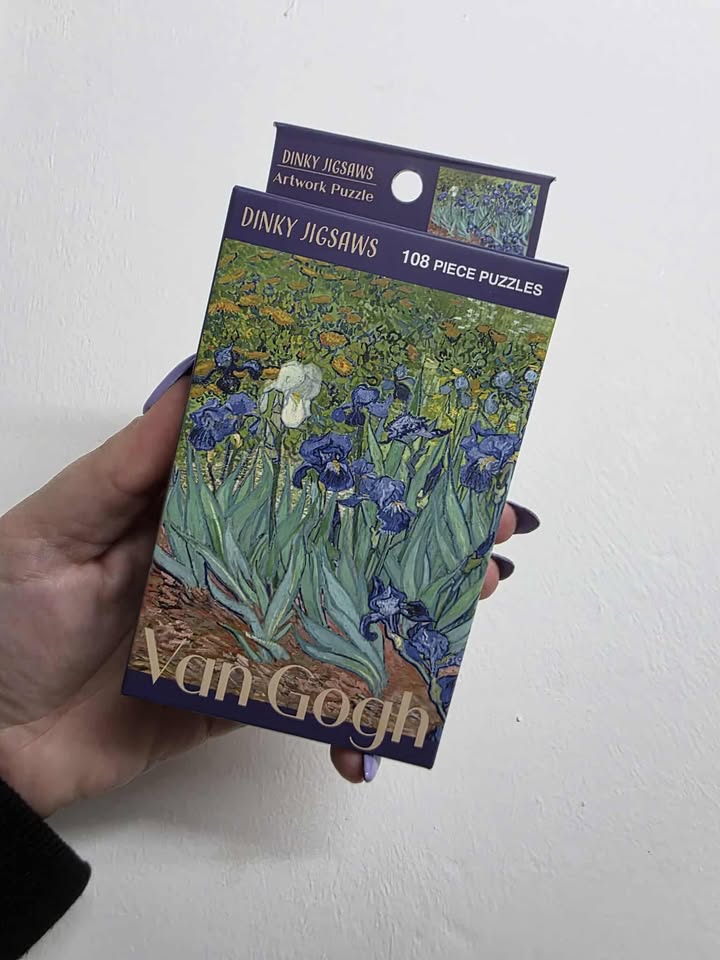 DINKY JIGSAWS
Artwork Puzzle
DINKY JIGSAWS
108 PIECE PUZZLES
Van Gogh